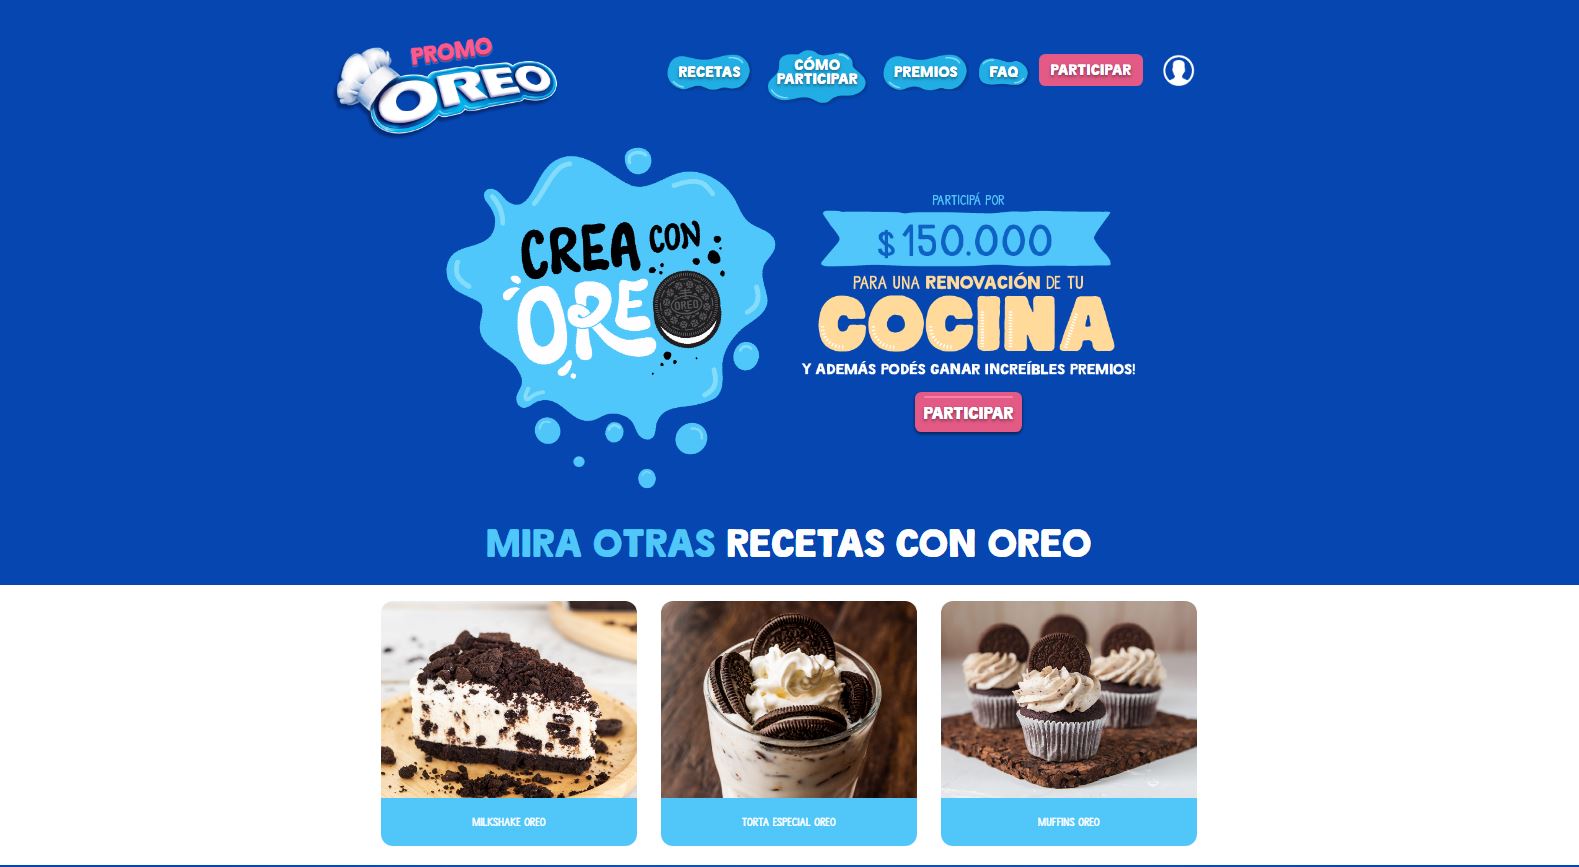 PROMO
OREO
RECETAS
CÓMO
PARTICIPAR
PREMIOS
FAQ
PARTICIPAR
CREA CON
OREO
OREO
PARTICIPÁ POR
$ 150.000
PARA UNA RENOVACIÓN DE TU
COCINA
Y ADEMÁS PODÉS GANAR INCREÍBLES PREMIOS!
PARTICIPAR
MIRA OTRAS RECETAS CON OREO
MILKSHAKE OREO
TORTA ESPECIAL OREO
MUFFINS OREO